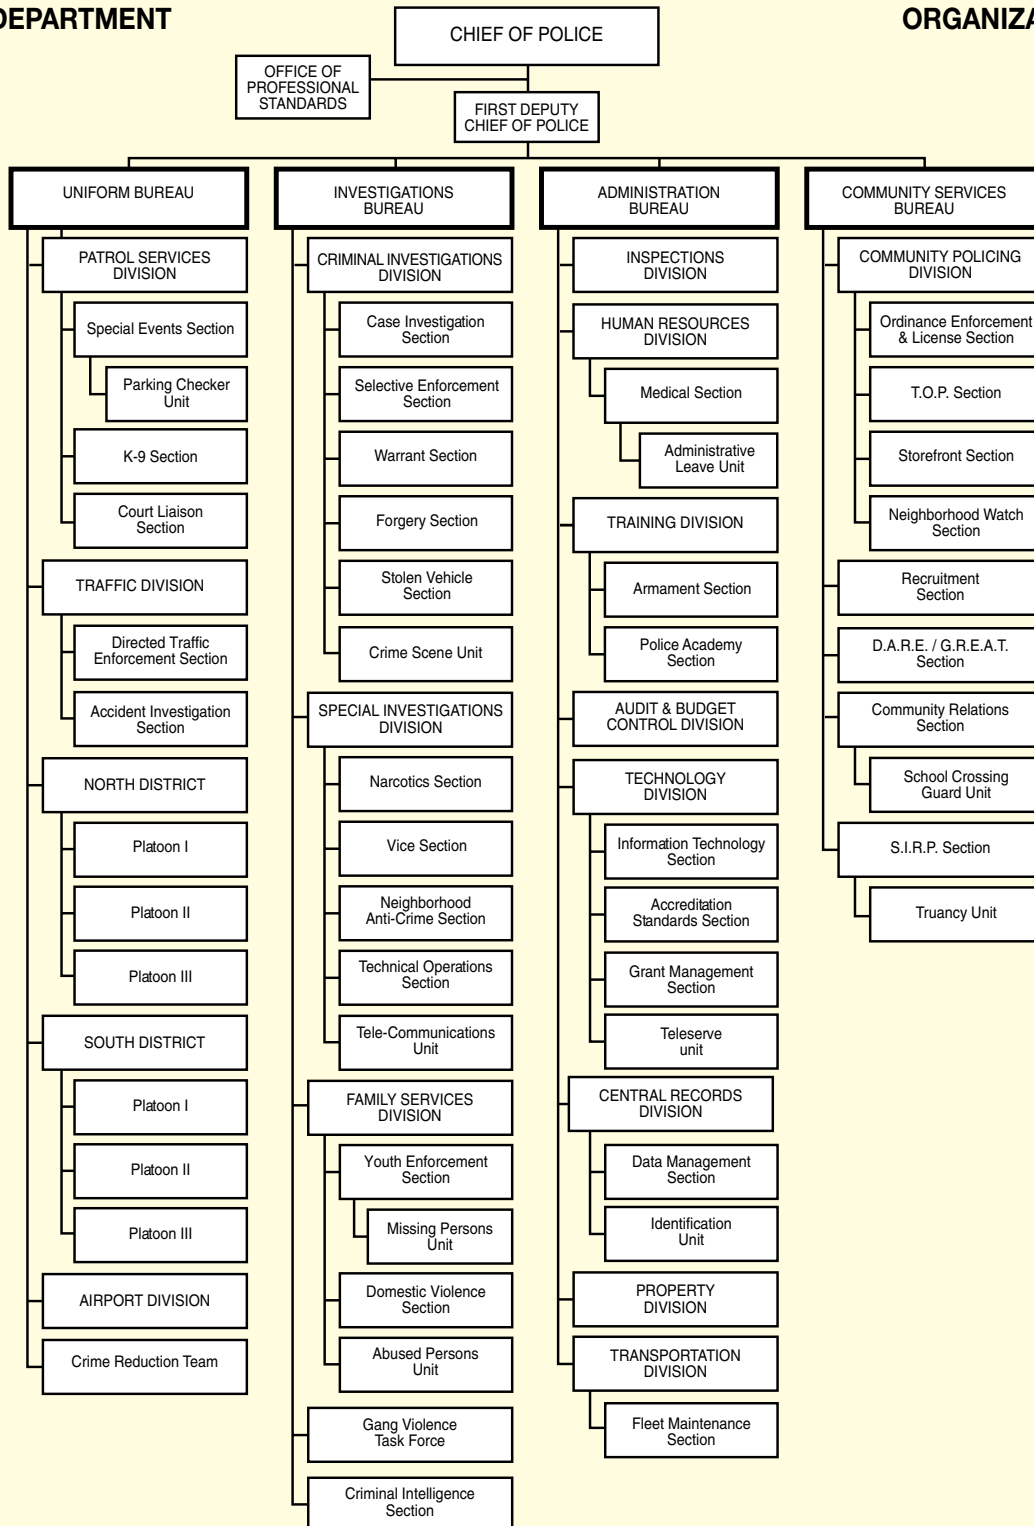 DEPARTMENT
ORGANIZA
CHIEF OF POLICE
OFFICE OF
PROFESSIONAL
STANDARDS
FIRST DEPUTY
CHIEF OF POLICE
UNIFORM BUREAU
PATROL SERVICES
DIVISION
Special Events Section
Parking Checker
Unit
K-9 Section
Court Liaison
Section
TRAFFIC DIVISION
Directed Traffic
Enforcement Section
Accident Investigation
Section
NORTH DISTRICT
Platoon I
Platoon II
Platoon III
SOUTH DISTRICT
Platoon I
Platoon II
Platoon III
AIRPORT DIVISION
Crime Reduction Team
INVESTIGATIONS
BUREAU
CRIMINAL INVESTIGATIONS
DIVISION
Case Investigation
Section
Selective Enforcement
Section
Warrant Section
Forgery Section
Stolen Vehicle
Section
Crime Scene Unit
SPECIAL INVESTIGATIONS
DIVISION
Narcotics Section
Vice Section
Neighborhood
Anti-Crime Section
Technical Operations
Section
Tele-Communications
Unit
FAMILY SERVICES
DIVISION
Youth Enforcement
Section
Missing Persons
Unit
Domestic Violence
Section
Abused Persons
Unit
Gang Violence
Task Force
Criminal Intelligence
Section
ADMINISTRATION
BUREAU
INSPECTIONS
DIVISION
HUMAN RESOURCES
DIVISION
Medical Section
Administrative
Leave Unit
TRAINING DIVISION
Armament Section
Police Academy
Section
AUDIT & BUDGET
CONTROL DIVISION
TECHNOLOGY
DIVISION
Information Technology
Section
Accreditation
Standards Section
Grant Management
Section
Teleserve
unit
CENTRAL RECORDS
DIVISION
Data Management
Section
Identification
Unit
PROPERTY
DIVISION
TRANSPORTATION
DIVISION
Fleet Maintenance
Section
COMMUNITY SERVICES
BUREAU
COMMUNITY POLICING
DIVISION
Ordinance Enforcement
& License Section
T.O.P. Section
Storefront Section
Neighborhood Watch
Section
Recruitment
Section
D.A.R.E. / G.R.E.A.T.
Section
Community Relations
Section
School Crossing
Guard Unit
S.I.R.P. Section
Truancy Unit